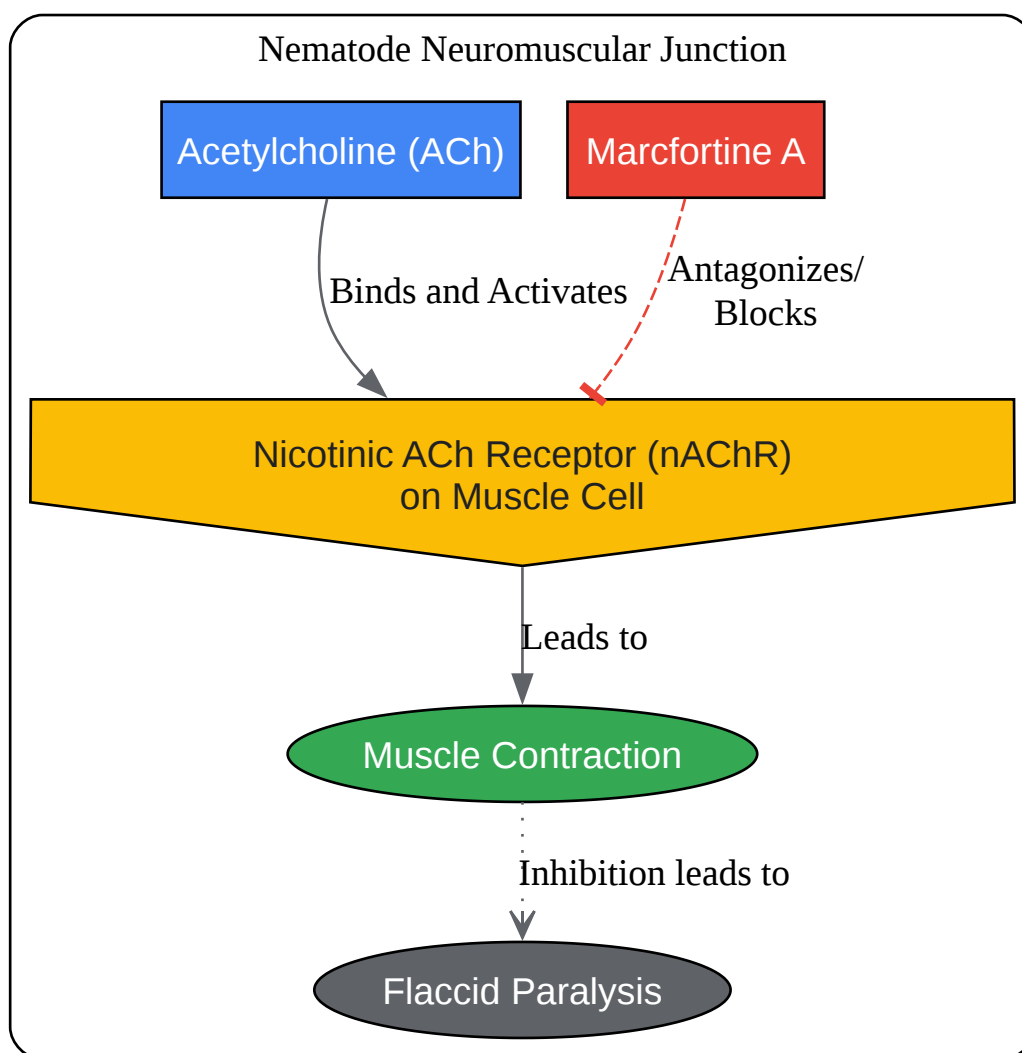 Nematode Neuromuscular Junction
Acetylcholine (ACh)
Marcfortine A
Binds and Activates
Antagonizes/
Blocks
Nicotinic ACh Receptor (nAChR)
on Muscle Cell
Leads to
Muscle Contraction
Inhibition leads to
Flaccid Paralysis